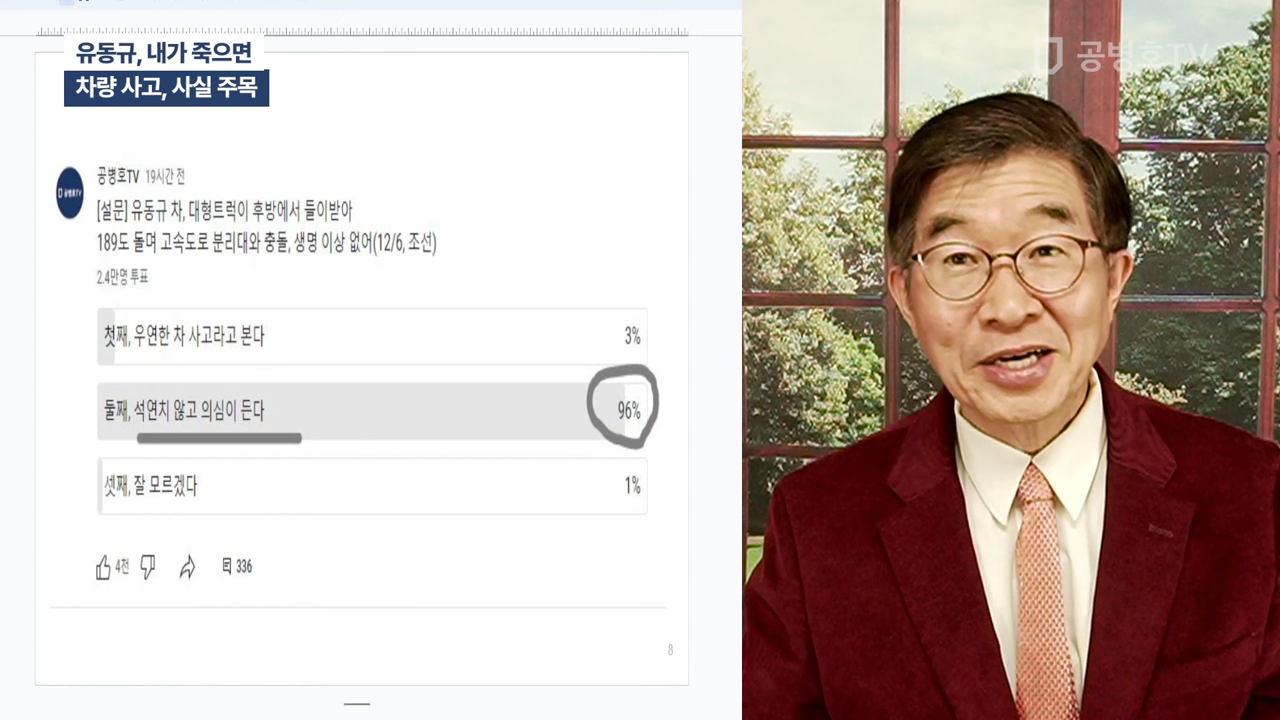 유동규, 내가 죽으면
차량 사고, 사실 주목
공병호TV
공병호TV 19시간 전
공병호TV
[설문] 유동규 차, 대형트럭이 후방에서 들이받아
189도 돌며 고속도로 분리대와 충돌, 생명 이상 없어(12/6, 조선)
2.4만명 투표
첫째, 우연한 차 사고라고 본다 3%
둘째, 석연치 않고 의심이 든다 96%
셋째, 잘 모르겠다 1%
4천 336
8